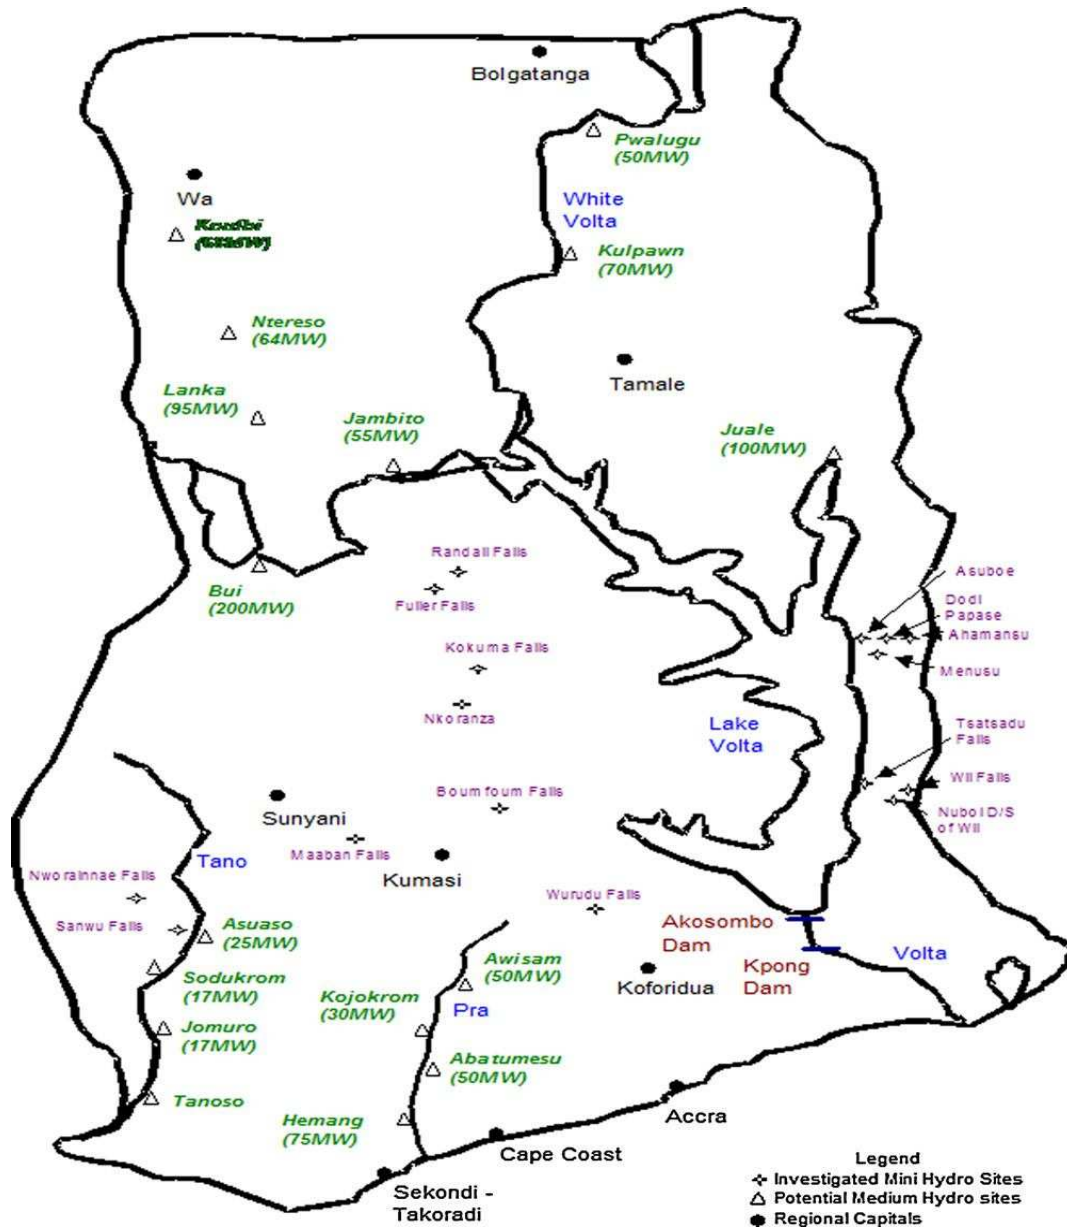 Bolgatanga
Pwalugu
(50MW)
Wa
White
Volta
Kulpawn
(70MW)
Ntereso
(64MW)
Tamale
Lanka
(95MW)
Jambito
(55MW)
Juale
(100MW)
Randall Falls
Asuboe
Bui
(200MW)
Fuller Falls
Dodi
Papase
Ahamansu
Kokuma Falls
Menusu
Nkoranza
Lake
Volta
Tsatsadu
Falls
Boumfoum Falls
Wli Falls
Sunyani
Nubol D/S
of Wli
Maaban Falls
Tano
Kumasi
Nworannae Falls
Wurudu Falls
Sanwu Falls
Asuaso
(25MW)
Akosombo
Dam
Volta
Awisam
(50MW)
Kpong
Dam
Sodukrom
(17MW)
Koforidua
Kojokrom
(30MW)
Pra
Jomuro
(17MW)
Abatumesu
(50MW)
Tanoso
Accra
Hemang
(75MW)
Cape Coast
Sekondi -
Takoradi
Legend
Investigated Mini Hydro Sites
Potential Medium Hydro sites
Regional Capitals